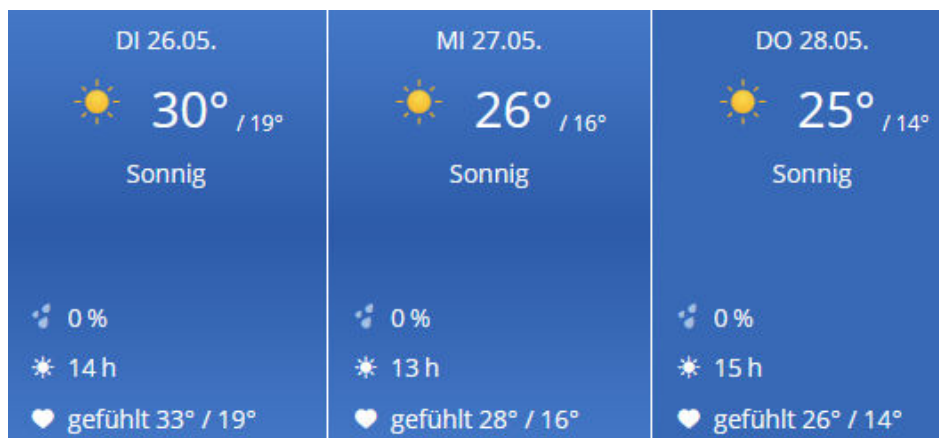 DI 26.05.
30° / 19°
Sonnig
0 %
14 h
gefühlt 33° / 19°
MI 27.05.
26° / 16°
Sonnig
0 %
13 h
gefühlt 28° / 16°
DO 28.05.
25° / 14°
Sonnig
0 %
15 h
gefühlt 26° / 14°